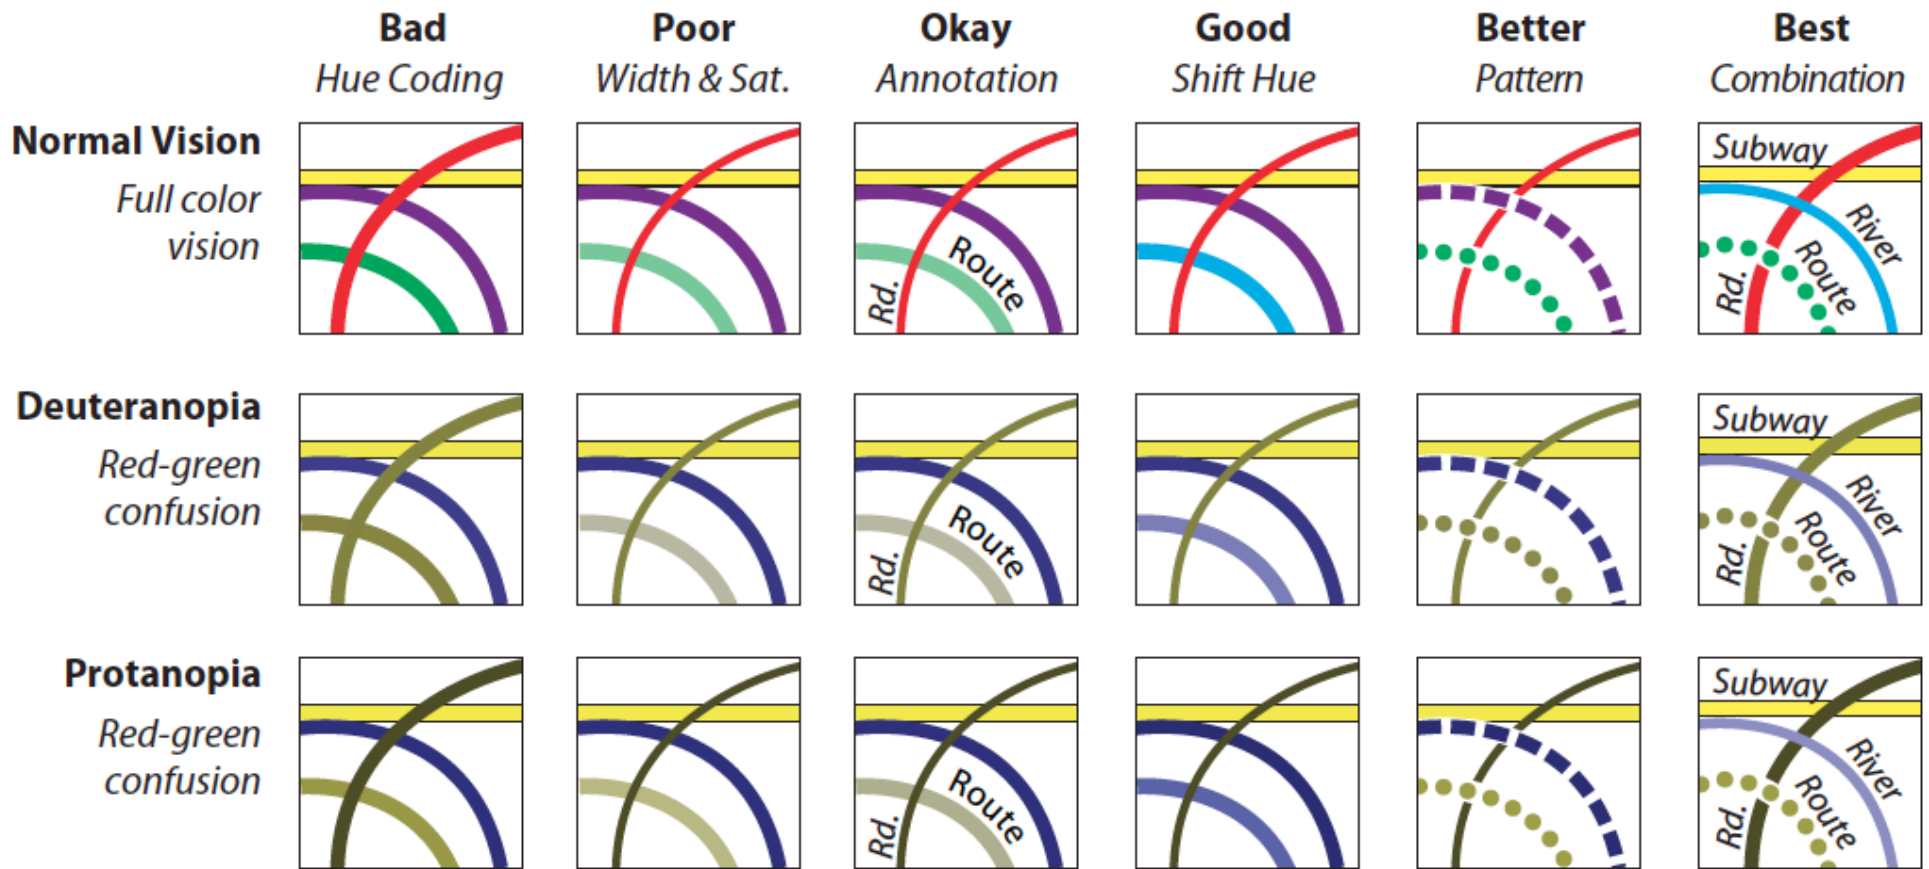 Bad
Hue Coding
Poor
Width & Sat.
Okay
Annotation
Good
Shift Hue
Better
Pattern
Best
Combination
Normal Vision
Full color
vision
Rd.
Route
Subway
River
Rd.
Route
Deuteranopia
Red-green
confusion
Rd.
Route
Subway
River
Rd.
Route
Protanopia
Red-green
confusion
Rd.
Route
Subway
River
Rd.
Route